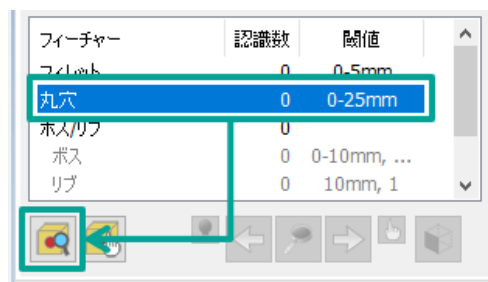 フィーチャー 認識数 閾値
フィレット 0 0-5mm
丸穴 0 0-25mm
ボス/リブ 0
ボス 0 0-10mm, ...
リブ 0 10mm, 1